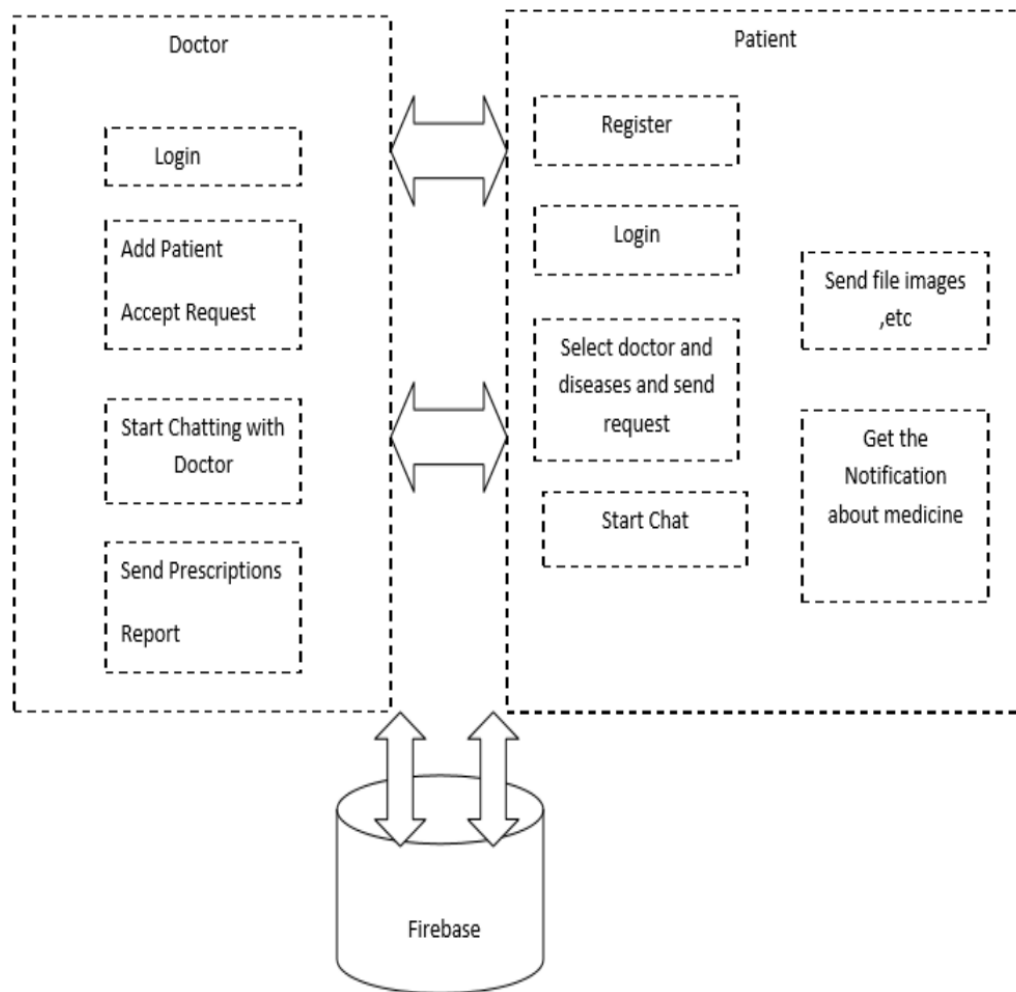 Doctor
Login
Add Patient
Accept Request
Start Chatting with
Doctor
Send Prescriptions
Report
Patient
Register
Login
Select doctor and
diseases and send
request
Start Chat
Send file images
,etc
Get the
Notification
about medicine
Firebase